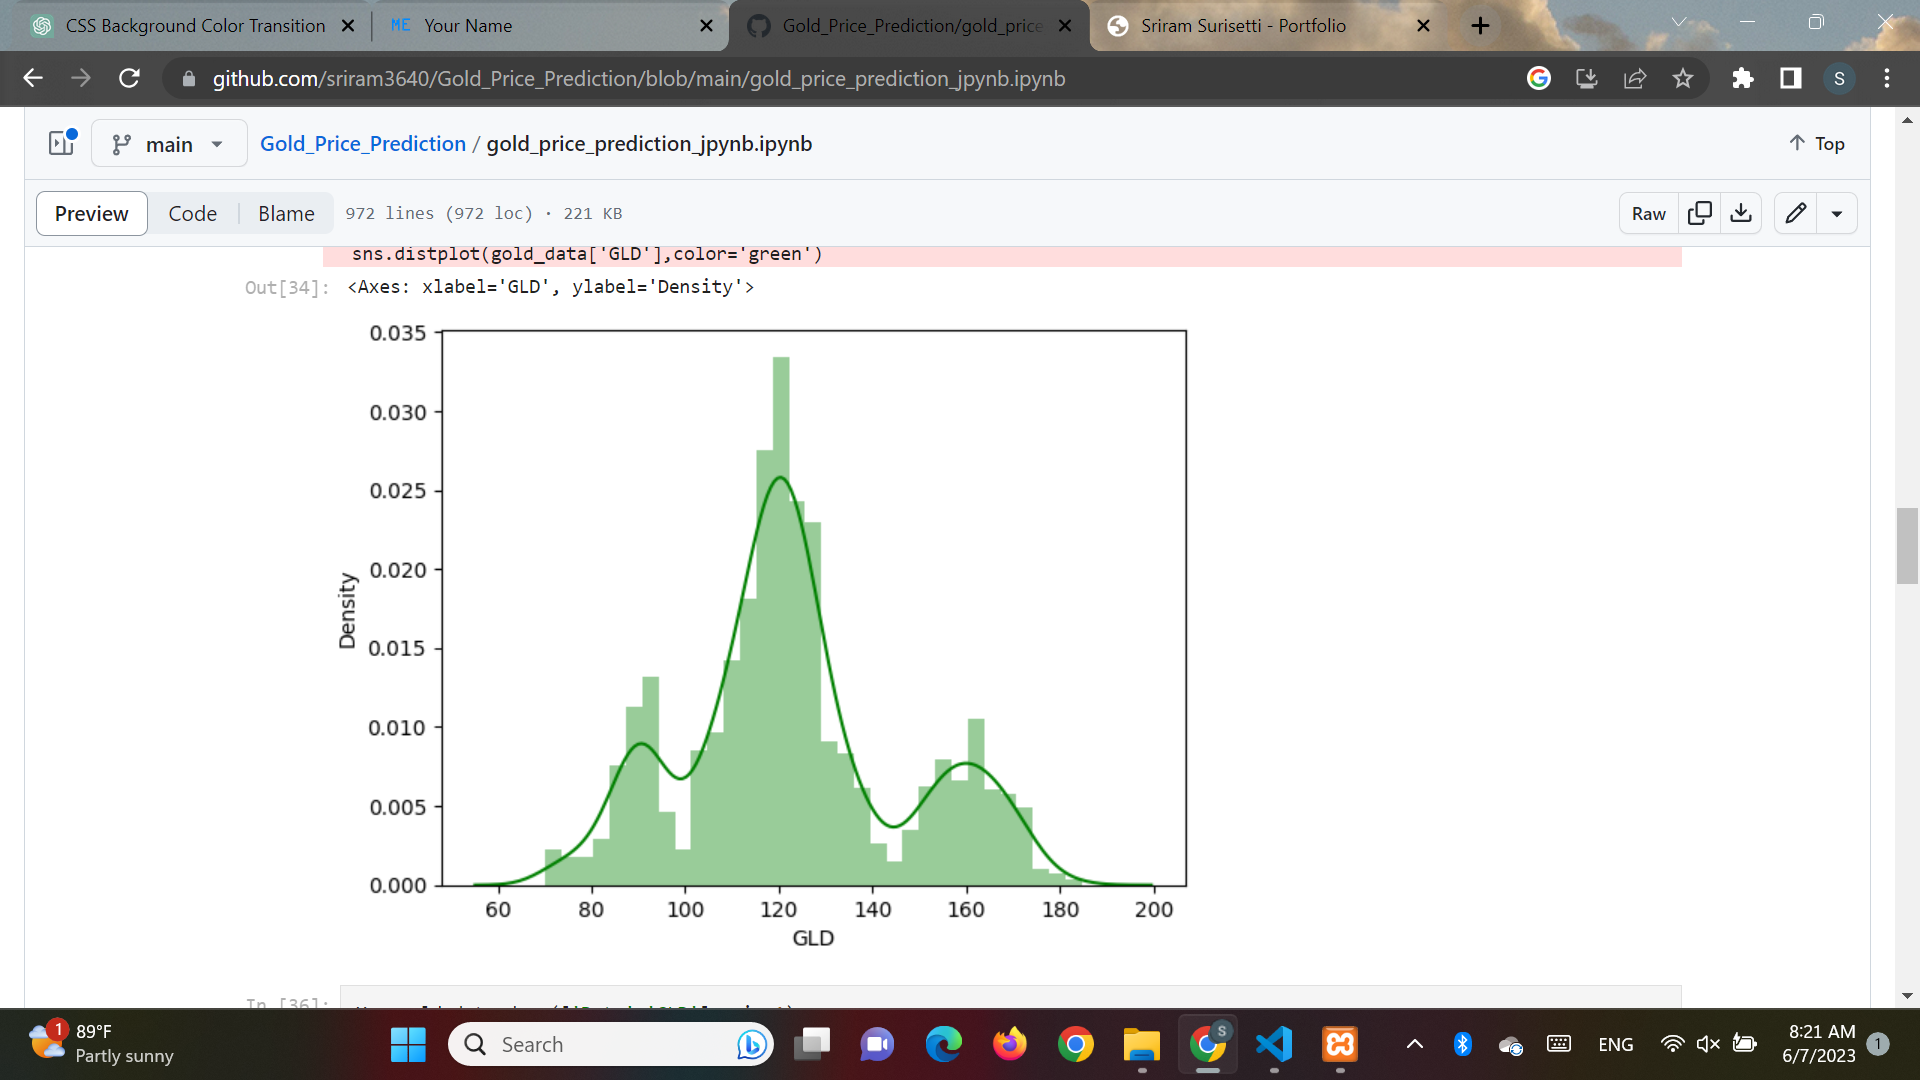 CSS Background Color Transition
ME Your Name
Gold_Price_Prediction/gold_price
Sriram Surisetti - Portfolio
github.com/sriram3640/Gold_Price_Prediction/blob/main/gold_price_prediction_jpynb.ipynb
S
main
Gold_Price_Prediction / gold_price_prediction_jpynb.ipynb
Top
Preview Code Blame 972 lines (972 loc) · 221 KB
Raw
sns.distplot(gold_data['GLD'],color='green')
Out[34]: <Axes: xlabel='GLD', ylabel='Density'>
0.035
0.030
0.025
0.020
0.015
0.010
0.005
0.000
Density
60 80 100 120 140 160 180 200
GLD
In [36]:
1
89°F
Partly sunny
Search
S
ENG
8:21 AM
6/7/2023
1